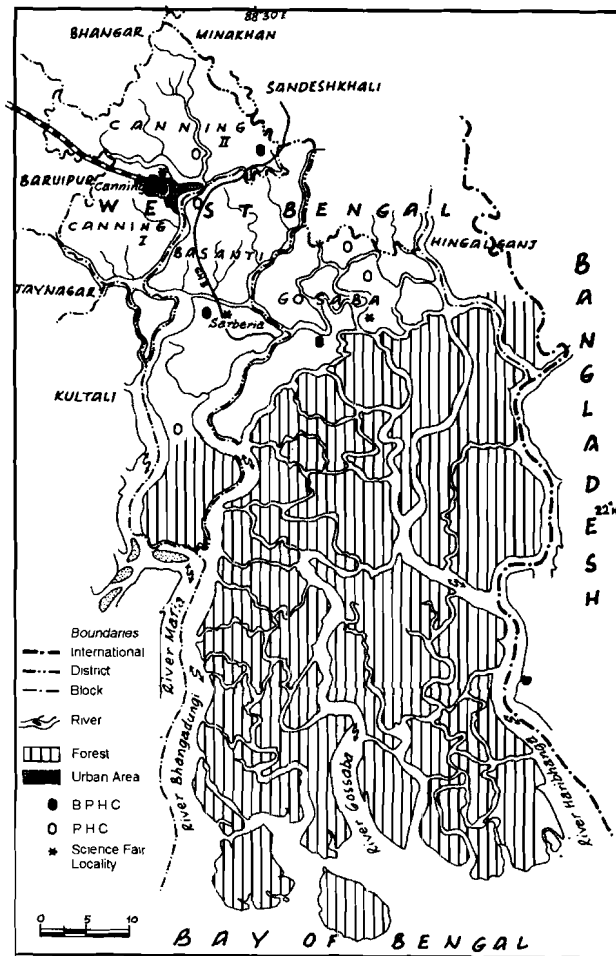 88°30'E
BHANGAR
MINAKHAN
SANDESHKHALI
CANNING
II
BARUIPUR
Canning
WEST BENGAL
CANNING
I
HINGALGANJ
BASANTI
JAYNAGAR
GOSABA
Sarberia
KULTALI
BANGLADESH
Boundaries
International
District
Block
River
Forest
Urban Area
BPHC
PHC
Science Fair
Locality
River Matla
River Bhangadungi
River Gossaba
River Haribhanga
0 5 10
BAY OF BENGAL